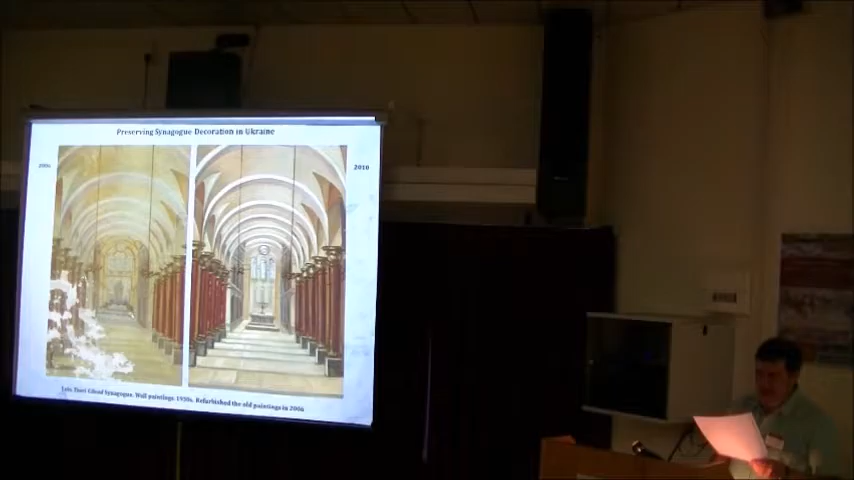 Preserving Synagogue Decoration in Ukraine
2000s
2010
Lviv, Tsori Gilead Synagogue. Wall paintings. 1930s. Refurbished the old paintings in 2006